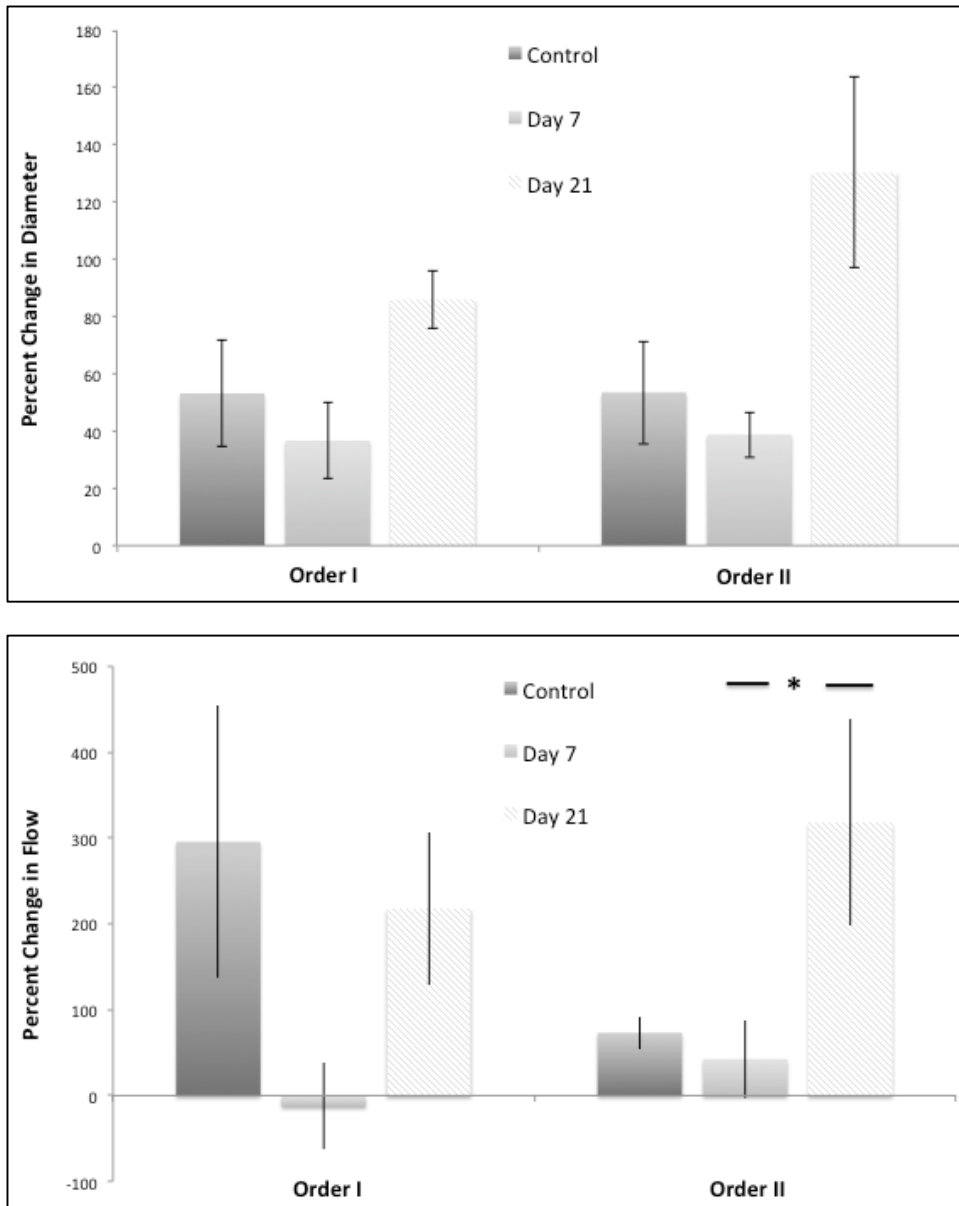 180
160
140
120
100
80
60
40
20
0
Percent Change in Diameter
Control
Day 7
Day 21
Order I
Order II
500
400
300
200
100
0
-100
Percent Change in Flow
Control
Day 7
Day 21
*
Order I
Order II